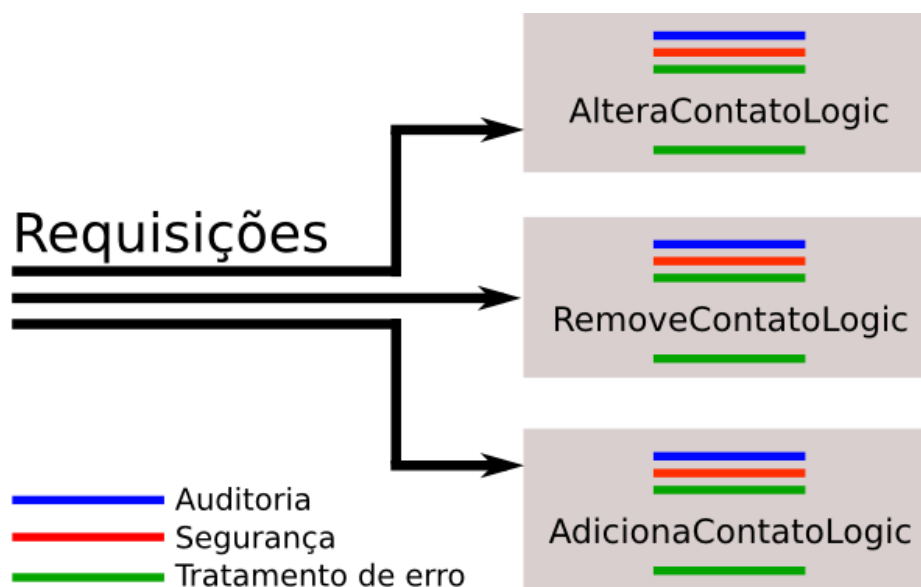 AlteraContatoLogic
Requisições
RemoveContatoLogic
Auditoria
Segurança
Tratamento de erro
AdicionaContatoLogic